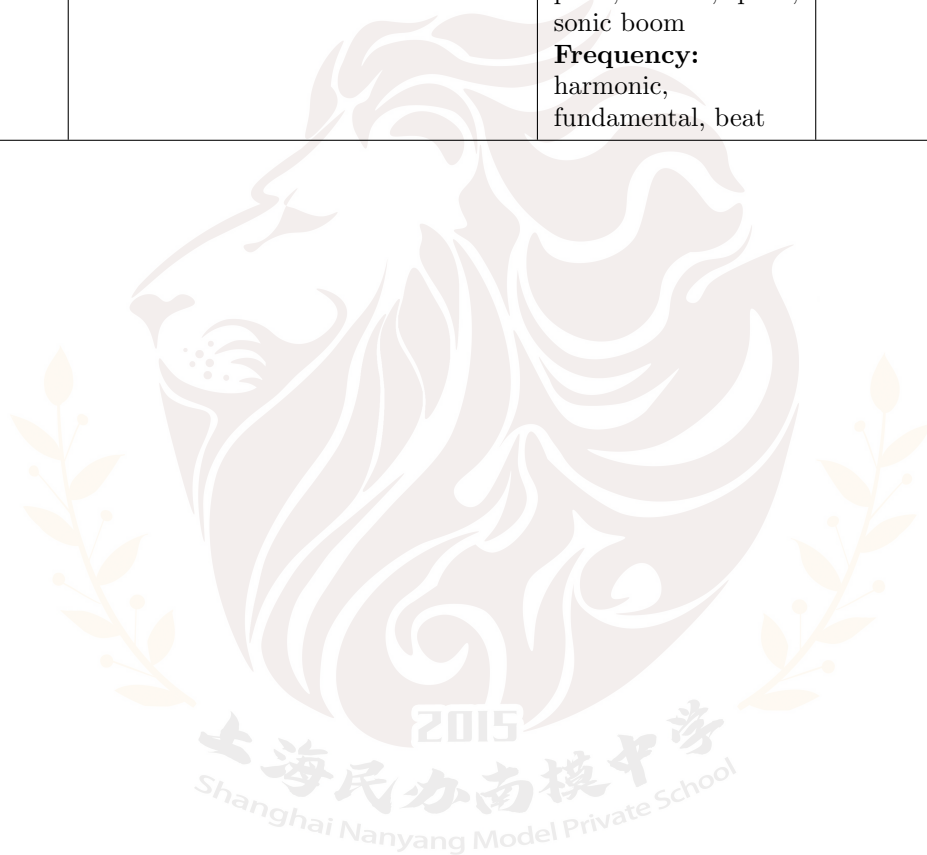 sonic boom
Frequency:
harmonic,
fundamental, beat
2015
上海民办南模中学
Shanghai Nanyang Model Private School